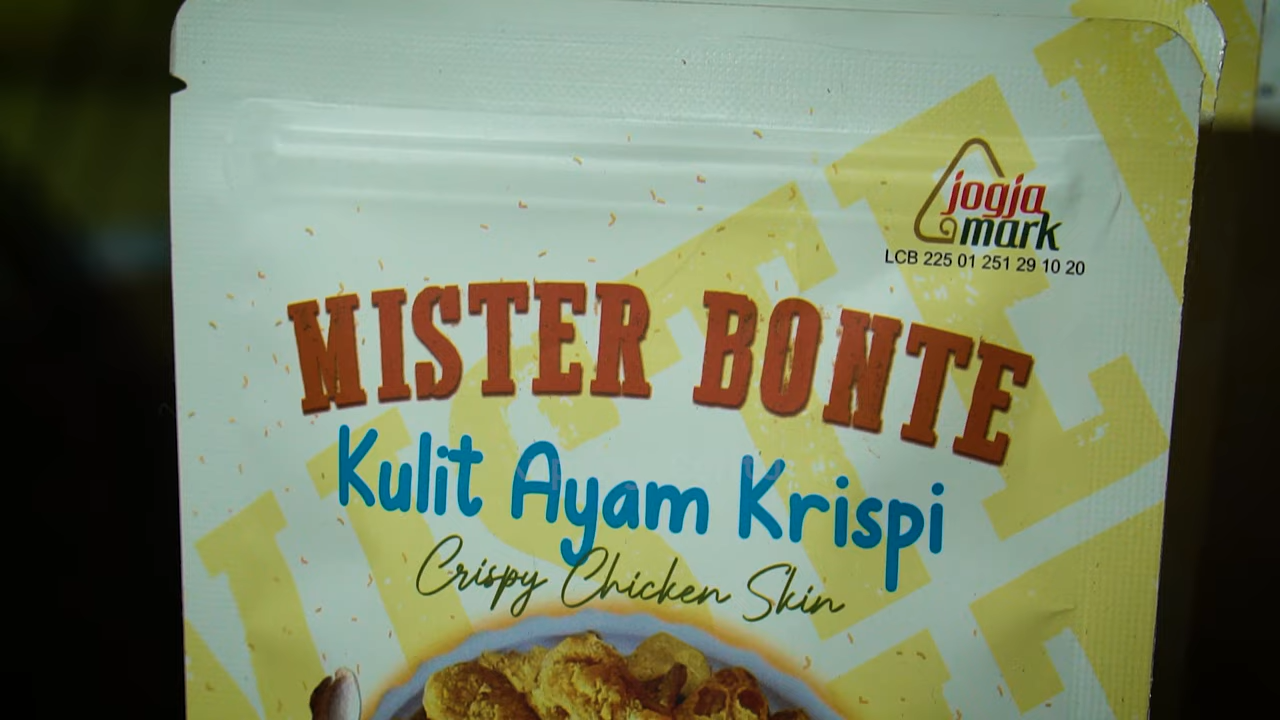 jogja
mark
LCB 225 01 251 29 10 20
MISTER BONTE
Kulit Ayam Krispi
Crispy Chicken Skin